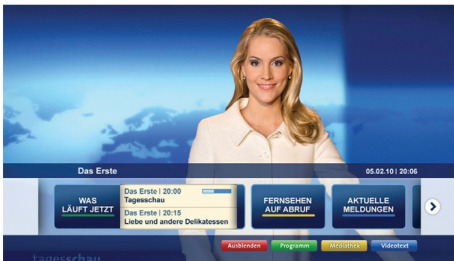 Das Erste
05.02.10 | 20:06
WAS
LÄUFT JETZT
Das Erste | 20:00
Tagesschau
Das Erste | 20:15
Liebe und andere Delikatessen
FERNSEHEN
AUF ABRUF
AKTUELLE
MELDUNGEN
Ausblenden
Programm
Mediathek
Videotext
tagesschau